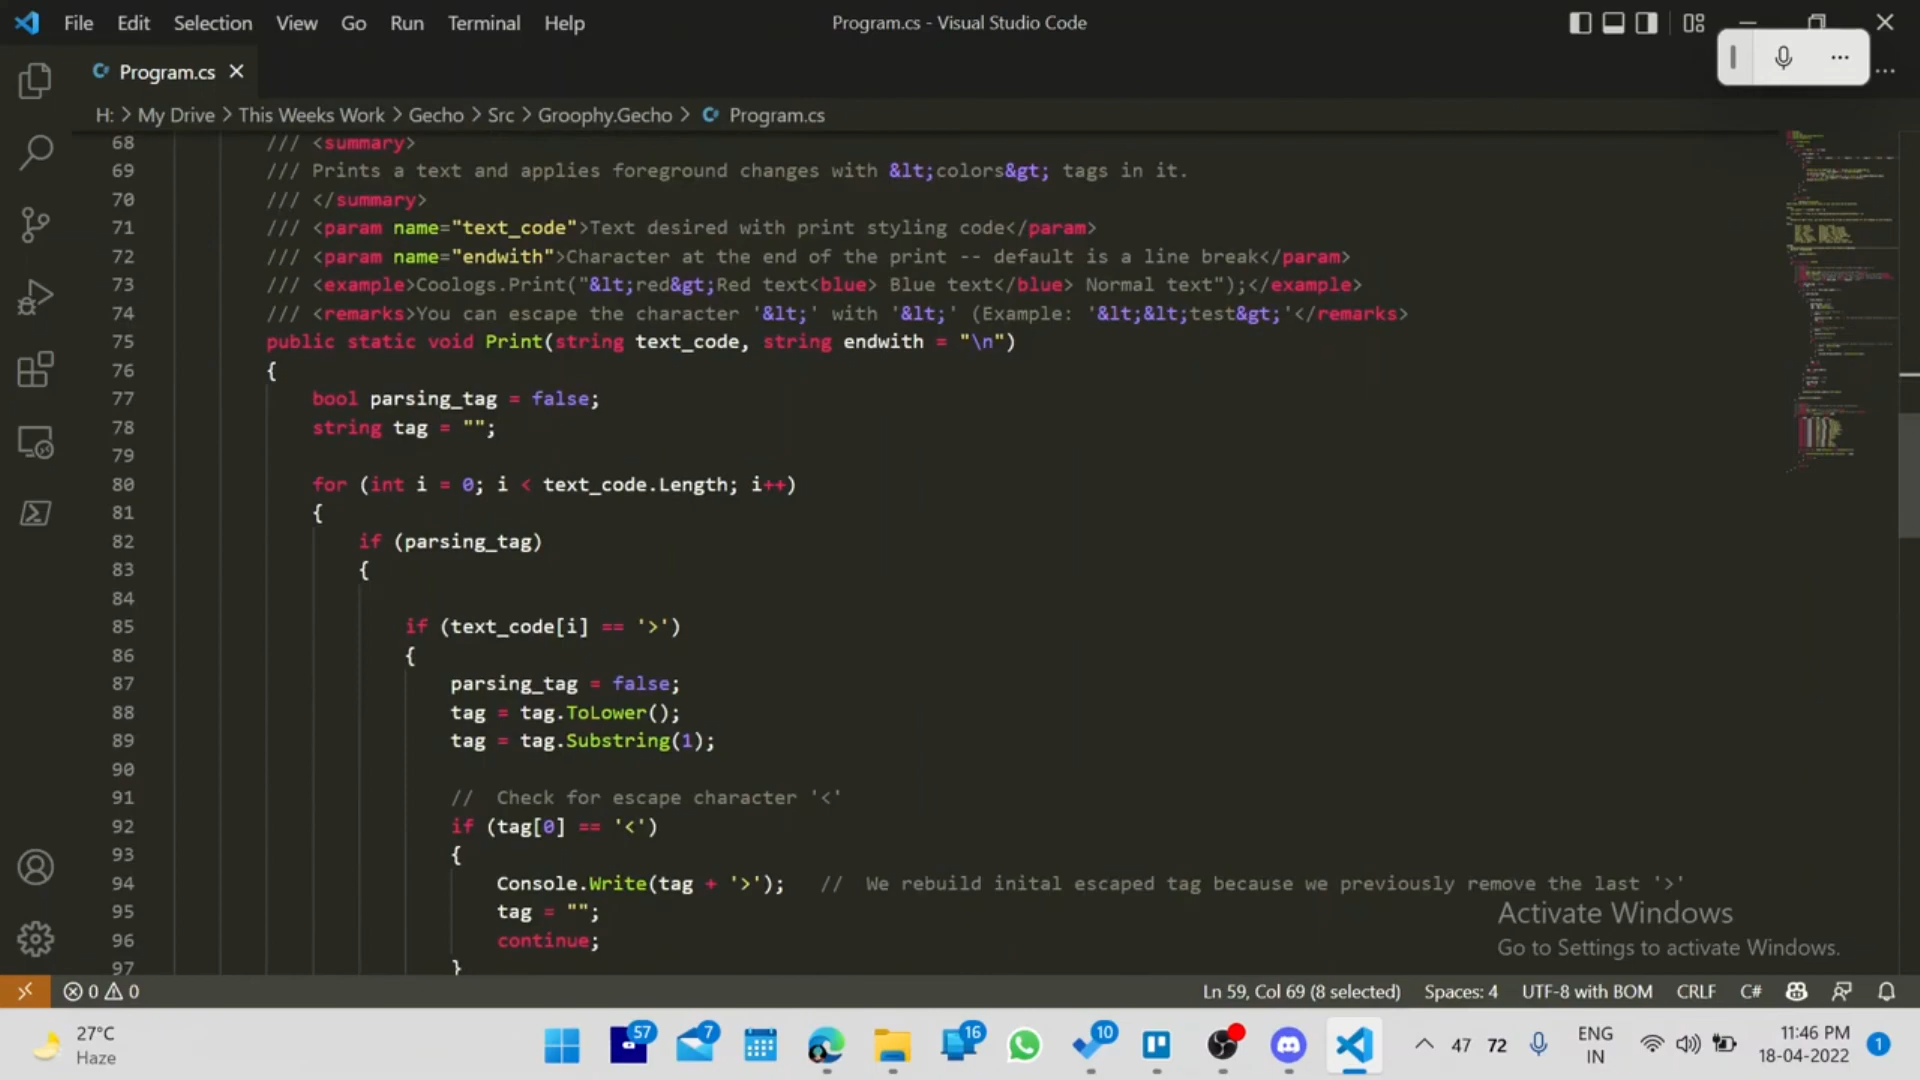 File Edit Selection View Go Run Terminal Help
Program.cs - Visual Studio Code
Program.cs
H: > My Drive > This Weeks Work > Gecho > Src > Groophy.Gecho > Program.cs
68 /// <summary>
69 /// Prints a text and applies foreground changes with &lt;colors&gt; tags in it.
70 /// </summary>
71 /// <param name="text_code">Text desired with print styling code</param>
72 /// <param name="endwith">Character at the end of the print -- default is a line break</param>
73 /// <example>Coologs.Print("&lt;red&gt;Red text<blue> Blue text</blue> Normal text");</example>
74 /// <remarks>You can escape the character '&lt;' with '&lt;' (Example: '&lt;&lt;test&gt;'</remarks>
75 public static void Print(string text_code, string endwith = "\n")
76 {
77 bool parsing_tag = false;
78 string tag = "";
79
80 for (int i = 0; i < text_code.Length; i++)
81 {
82 if (parsing_tag)
83 {
84
85 if (text_code[i] == '>')
86 {
87 parsing_tag = false;
88 tag = tag.ToLower();
89 tag = tag.Substring(1);
90
91 // Check for escape character '<'
92 if (tag[0] == '<')
93 {
94 Console.Write(tag + '>'); // We rebuild inital escaped tag because we previously remove the last '>'
95 tag = "";
96 continue;
97 }
Activate Windows
Go to Settings to activate Windows.
0 0
Ln 59, Col 69 (8 selected) Spaces: 4 UTF-8 with BOM CRLF C#
27°C
Haze
57 7 16 10
47 72
ENG
IN
11:46 PM
18-04-2022
1